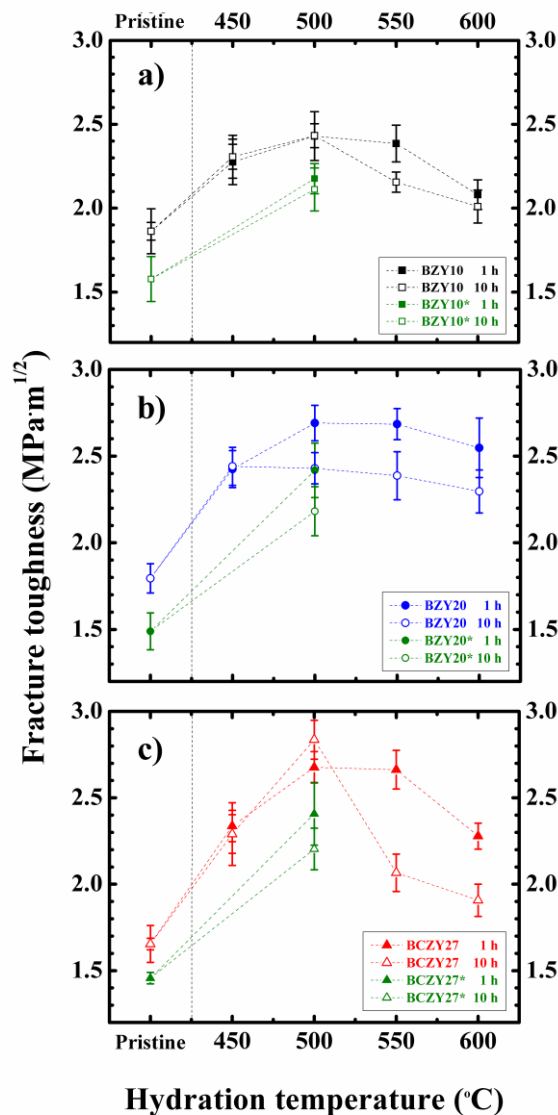 Pristine 450 500 550 600
3.0 3.0
a)
2.5 2.5
2.0 2.0
1.5 1.5
BZY10 1 h
BZY10 10 h
BZY10* 1 h
BZY10* 10 h
3.0 3.0
b)
2.5 2.5
2.0 2.0
1.5 1.5
BZY20 1 h
BZY20 10 h
BZY20* 1 h
BZY20* 10 h
3.0 3.0
c)
2.5 2.5
2.0 2.0
1.5 1.5
BCZY27 1 h
BCZY27 10 h
BCZY27* 1 h
BCZY27* 10 h
Pristine 450 500 550 600
Fracture toughness (MPa·m1/2)
Hydration temperature (°C)